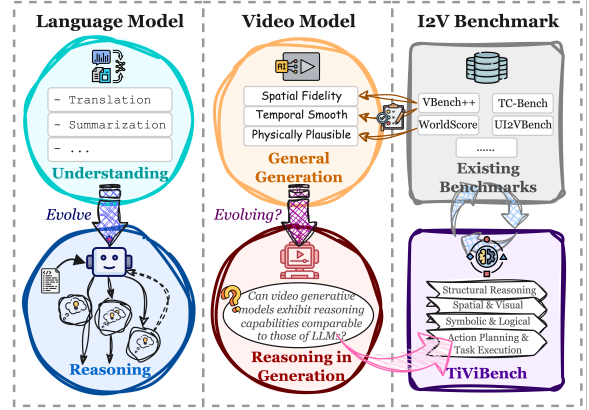 Language Model
- Translation
- Summarization
- ...
Understanding
Evolve
Reasoning
Video Model
AI
Spatial Fidelity
Temporal Smooth
Physically Plausible
General
Generation
Evolving?
Can video generative
models exhibit reasoning
capabilities comparable
to those of LLMs?
Reasoning in
Generation
I2V Benchmark
VBench++
TC-Bench
WorldScore
UI2VBench
......
Existing
Benchmarks
Structural Reasoning
Spatial & Visual
Symbolic & Logical
Action Planning &
Task Execution
TiViBench